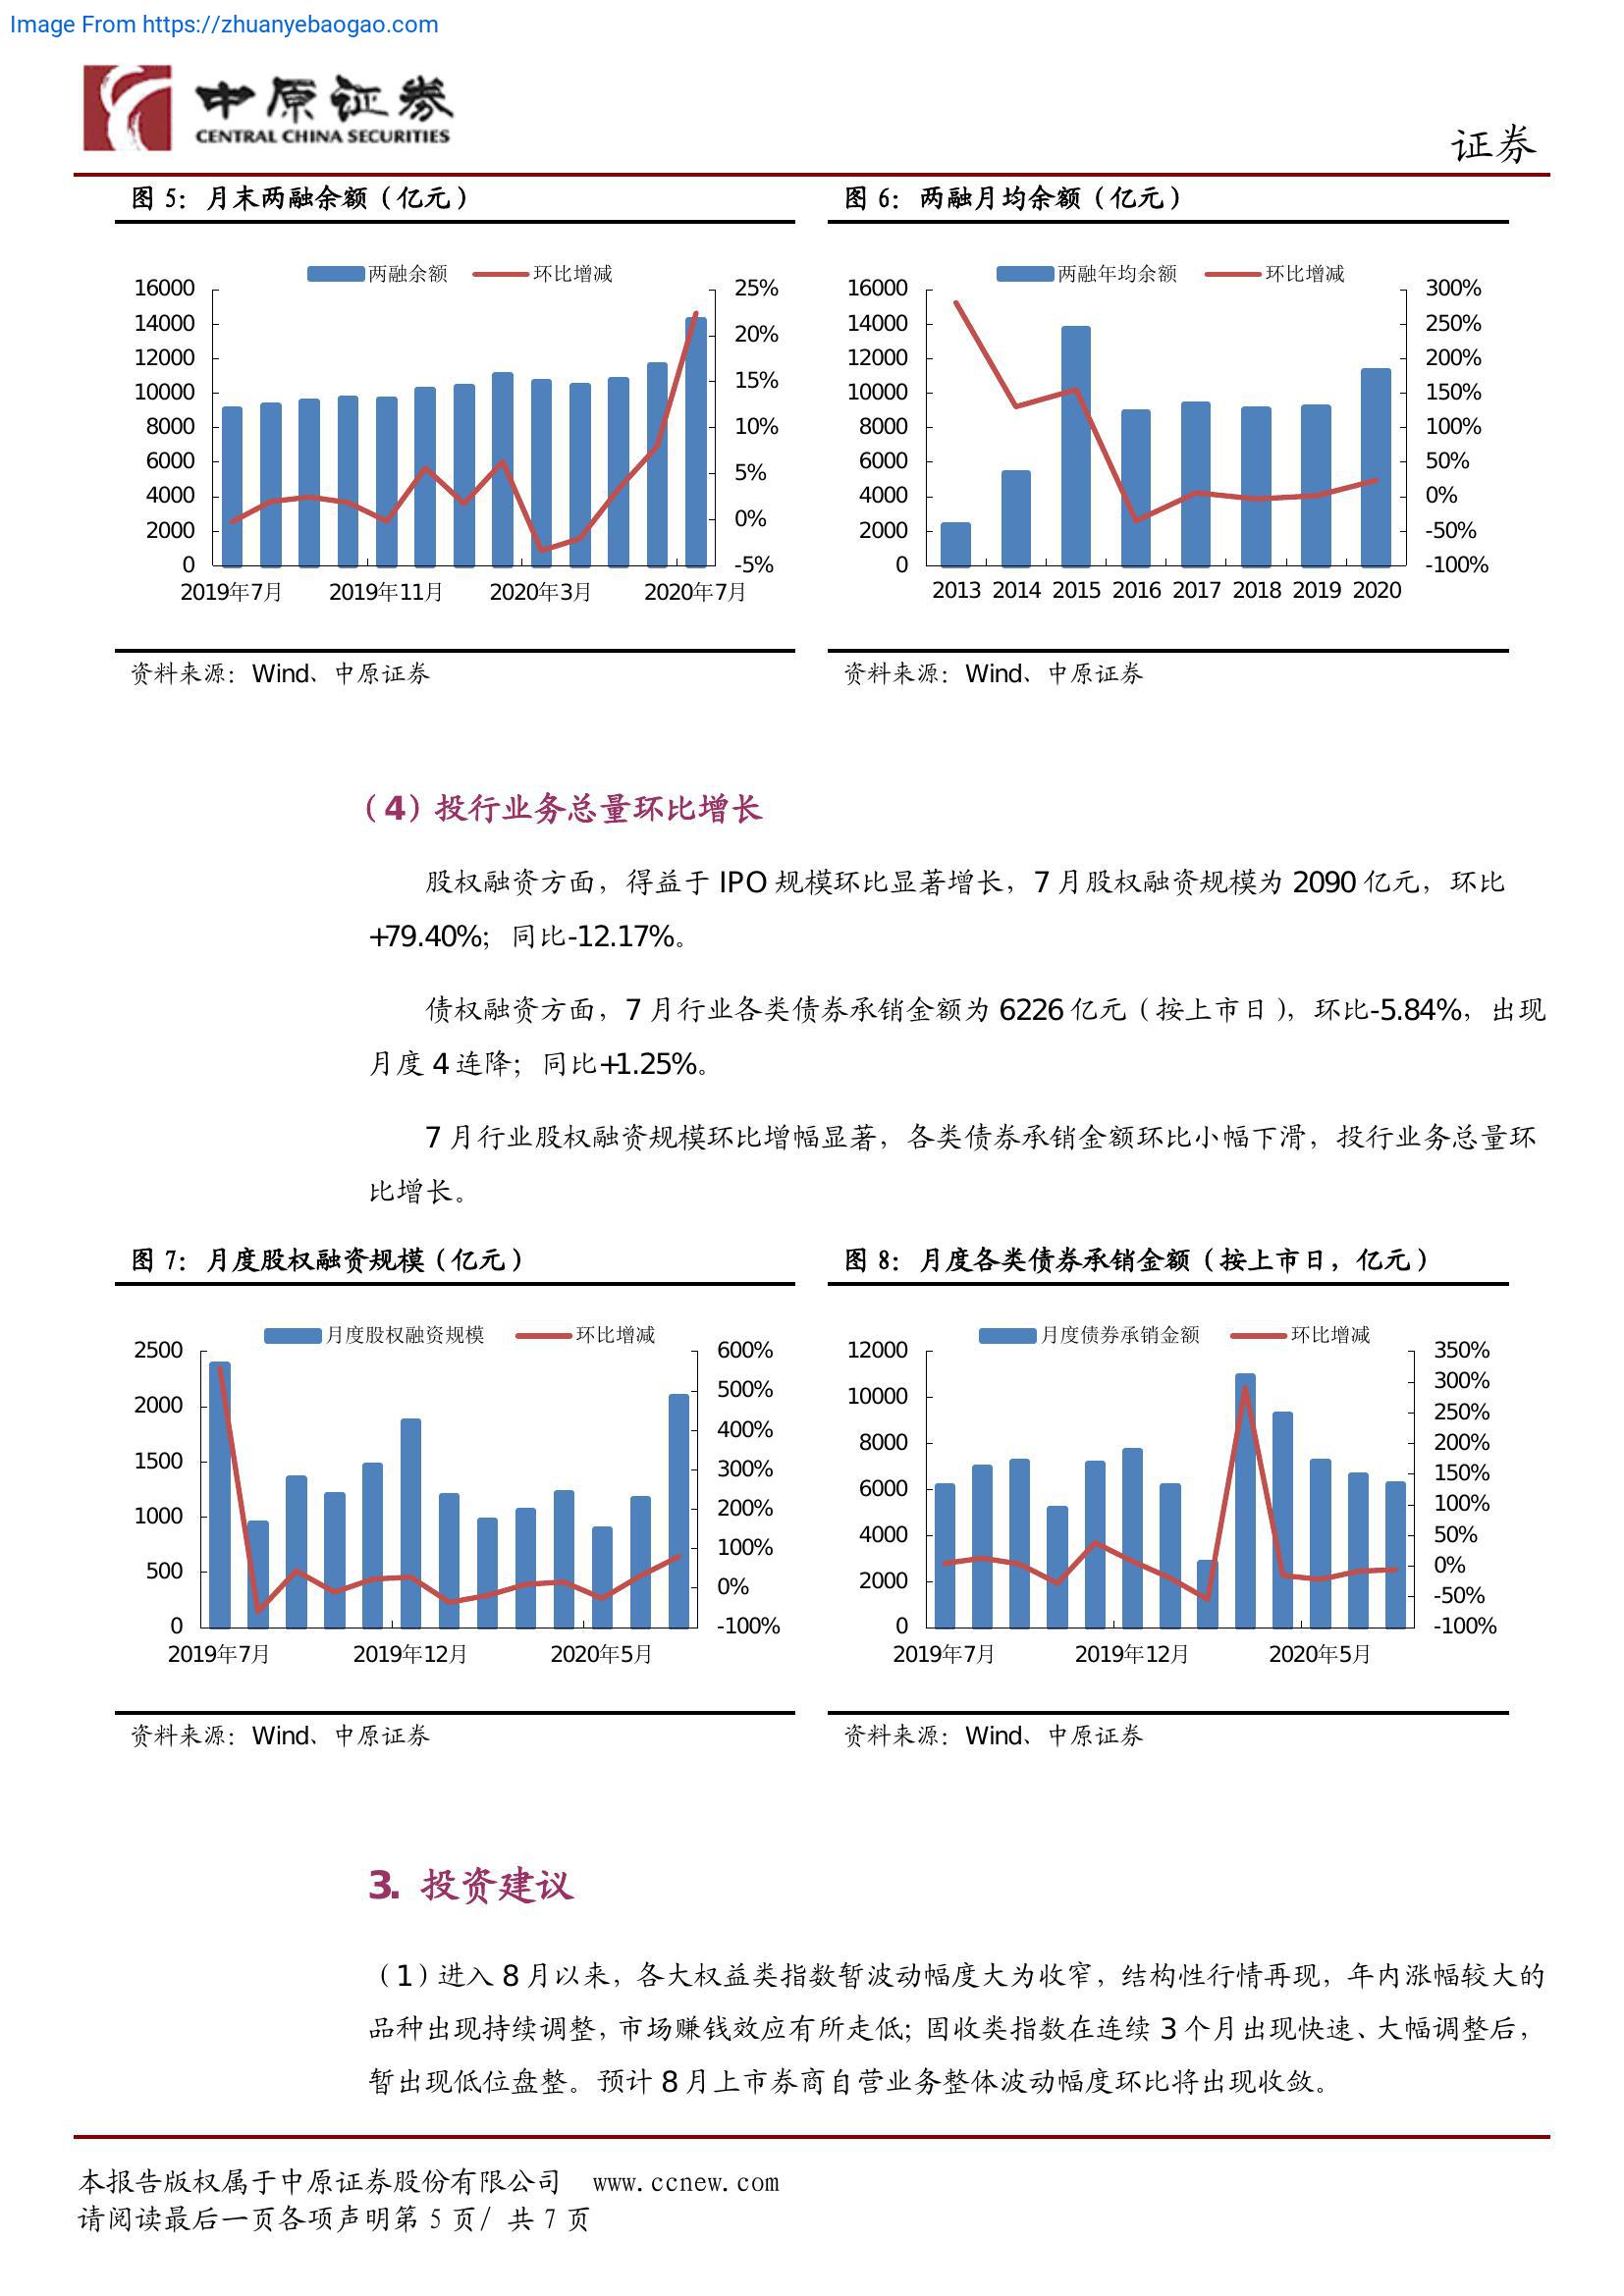 Image From https://zhuanyebaogao.com
中原证券
CENTRAL CHINA SECURITIES
证券
图 5：月末两融余额（亿元）
两融余额 环比增减
16000
14000
12000
10000
8000
6000
4000
2000
0
25%
20%
15%
10%
5%
0%
-5%
2019年7月 2019年11月 2020年3月 2020年7月
资料来源：Wind、中原证券
图 6：两融月均余额（亿元）
两融年均余额 环比增减
16000
14000
12000
10000
8000
6000
4000
2000
0
300%
250%
200%
150%
100%
50%
0%
-50%
-100%
2013 2014 2015 2016 2017 2018 2019 2020
资料来源：Wind、中原证券
（4）投行业务总量环比增长
股权融资方面，得益于 IPO 规模环比显著增长，7 月股权融资规模为 2090 亿元，环比
+79.40%；同比-12.17%。
债权融资方面，7 月行业各类债券承销金额为 6226 亿元（按上市日），环比-5.84%，出现
月度 4 连降；同比+1.25%。
7 月行业股权融资规模环比增幅显著，各类债券承销金额环比小幅下滑，投行业务总量环
比增长。
图 7：月度股权融资规模（亿元）
月度股权融资规模 环比增减
2500
2000
1500
1000
500
0
600%
500%
400%
300%
200%
100%
0%
-100%
2019年7月 2019年12月 2020年5月
资料来源：Wind、中原证券
图 8：月度各类债券承销金额（按上市日，亿元）
月度债券承销金额 环比增减
12000
10000
8000
6000
4000
2000
0
350%
300%
250%
200%
150%
100%
50%
0%
-50%
-100%
2019年7月 2019年12月 2020年5月
资料来源：Wind、中原证券
3. 投资建议
（1）进入 8 月以来，各大权益类指数暂波动幅度大为收窄，结构性行情再现，年内涨幅较大的
品种出现持续调整，市场赚钱效应有所走低；固收类指数在连续 3 个月出现快速、大幅调整后，
暂出现低位盘整。预计 8 月上市券商自营业务整体波动幅度环比将出现收敛。
本报告版权属于中原证券股份有限公司 www.ccnew.com
请阅读最后一页各项声明第 5 页/ 共 7 页